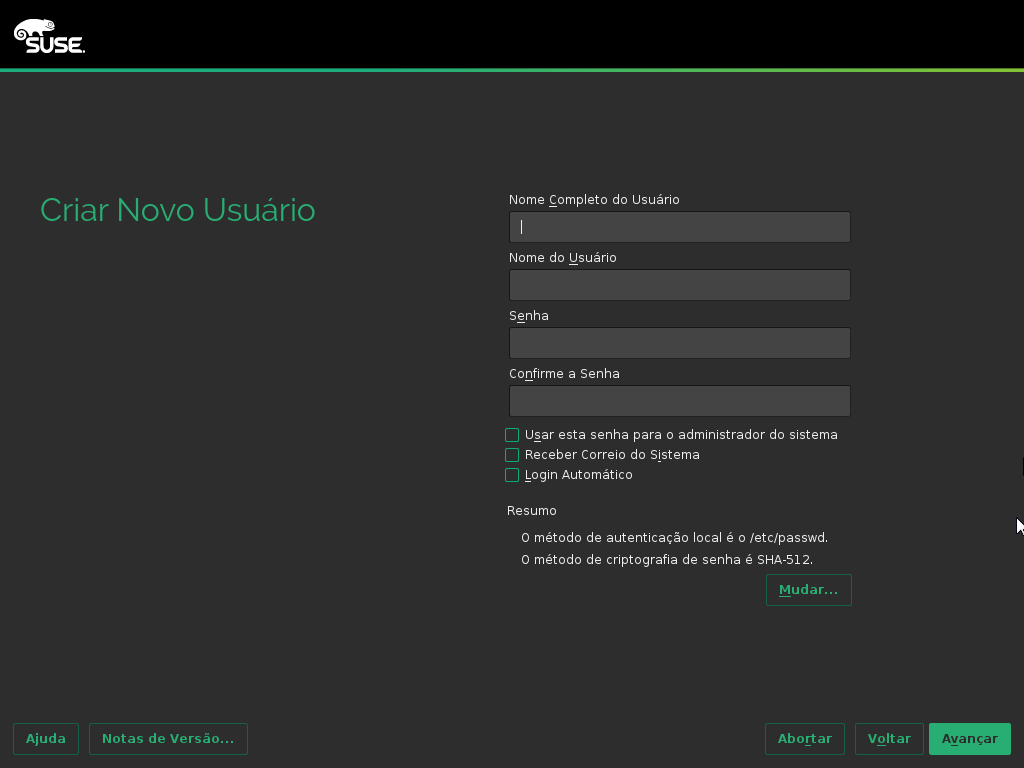 SUSE.
Criar Novo Usuário
Nome Completo do Usuário
Nome do Usuário
Senha
Confirme a Senha
Usar esta senha para o administrador do sistema
Receber Correio do Sistema
Login Automático
Resumo
O método de autenticação local é o /etc/passwd.
O método de criptografia de senha é SHA-512.
Mudar...
Ajuda Notas de Versão... Abortar Voltar Avançar